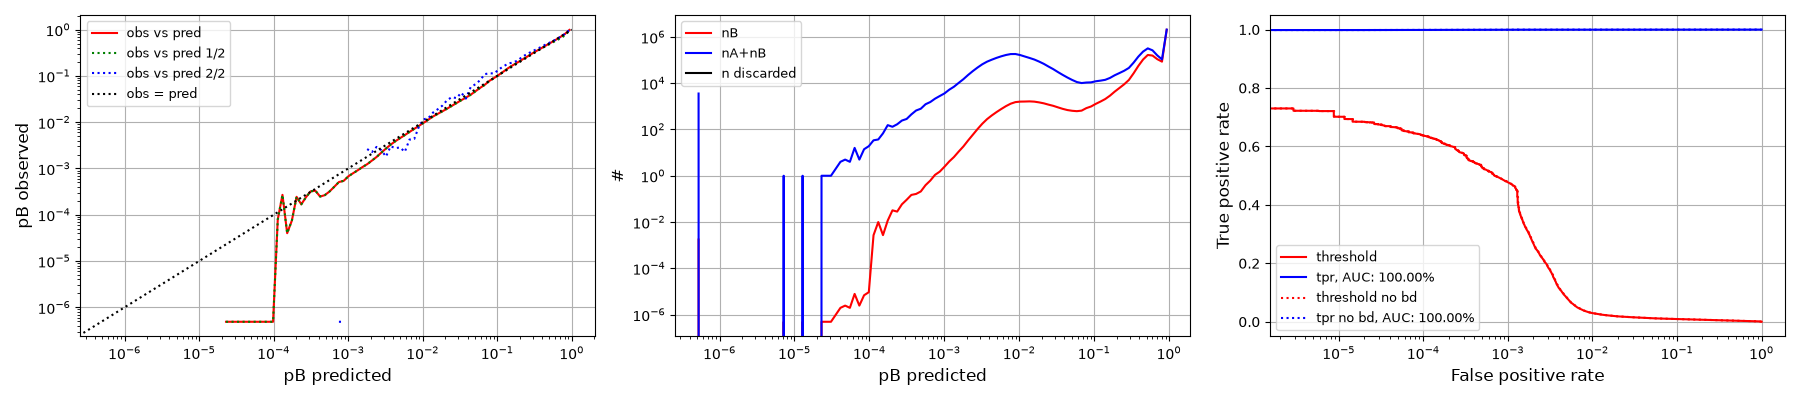 pB observed
10⁰
10⁻¹
10⁻²
10⁻³
10⁻⁴
10⁻⁵
10⁻⁶
obs vs pred
obs vs pred 1/2
obs vs pred 2/2
obs = pred
10⁻⁶ 10⁻⁵ 10⁻⁴ 10⁻³ 10⁻² 10⁻¹ 10⁰
pB predicted
#
10⁶
10⁴
10²
10⁰
10⁻²
10⁻⁴
10⁻⁶
nB
nA+nB
n discarded
10⁻⁶ 10⁻⁵ 10⁻⁴ 10⁻³ 10⁻² 10⁻¹ 10⁰
pB predicted
True positive rate
1.0
0.8
0.6
0.4
0.2
0.0
threshold
tpr, AUC: 100.00%
threshold no bd
tpr no bd, AUC: 100.00%
10⁻⁵ 10⁻⁴ 10⁻³ 10⁻² 10⁻¹ 10⁰
False positive rate